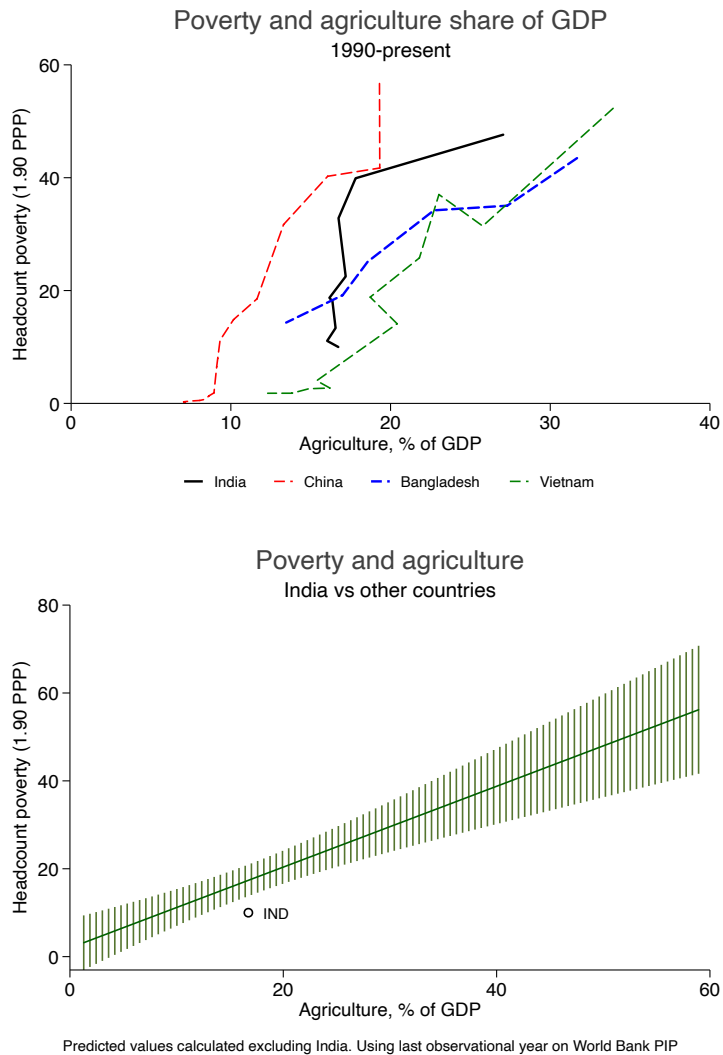 Poverty and agriculture share of GDP
1990-present
60
40
20
0
Headcount poverty (1.90 PPP)
0 10 20 30 40
Agriculture, % of GDP
India China Bangladesh Vietnam
Poverty and agriculture
India vs other countries
80
60
40
20
0
Headcount poverty (1.90 PPP)
IND
0 20 40 60
Agriculture, % of GDP
Predicted values calculated excluding India. Using last observational year on World Bank PIP